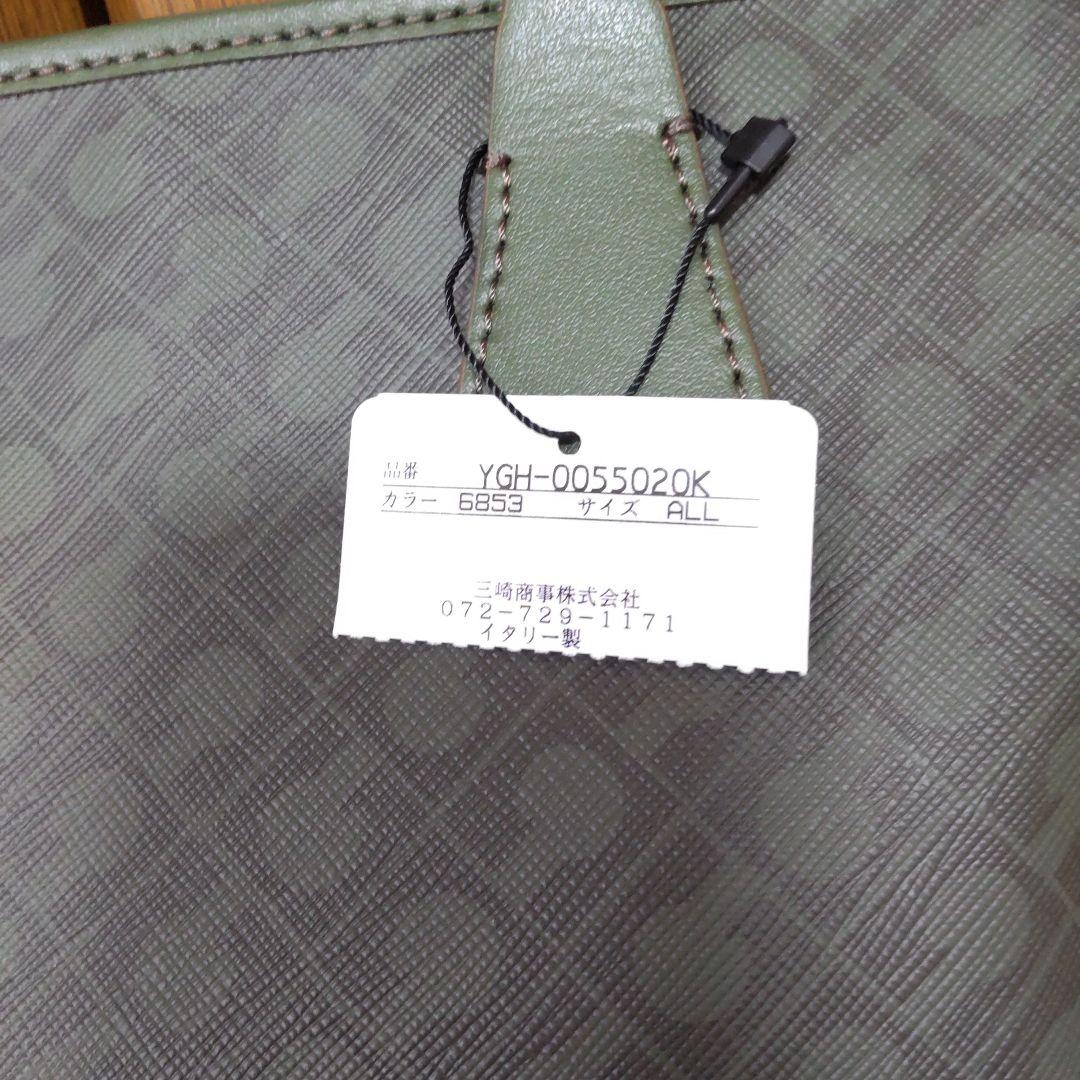 品番 YGH-0055020K
カラー 6853 サイズ ALL
三崎商事株式会社
072-729-1171
イタリー製